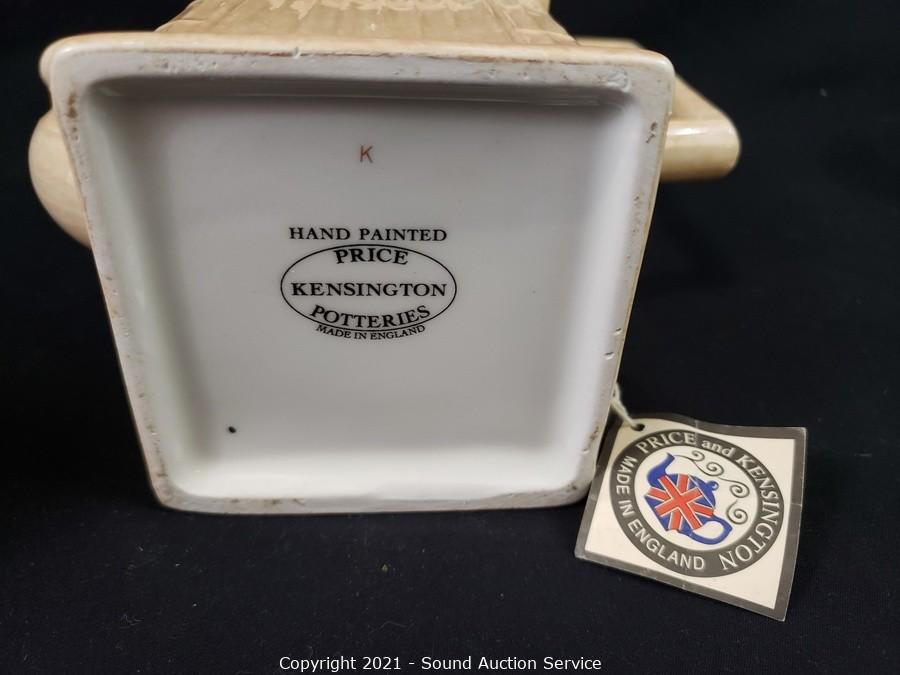 K
HAND PAINTED
PRICE
KENSINGTON
POTTERIES
MADE IN ENGLAND
PRICE and KENSINGTON
MADE IN ENGLAND
Copyright 2021 - Sound Auction Service